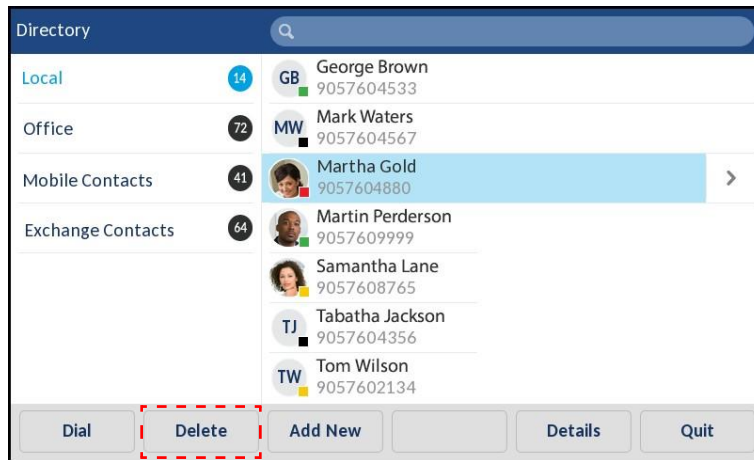 Directory
Local 14
Office 72
Mobile Contacts 41
Exchange Contacts 64
GB George Brown
9057604533
MW Mark Waters
9057604567
Martha Gold
9057604880
Martin Perderson
9057609999
Samantha Lane
9057608765
TJ Tabatha Jackson
9057604356
TW Tom Wilson
9057602134
Dial Delete Add New Details Quit